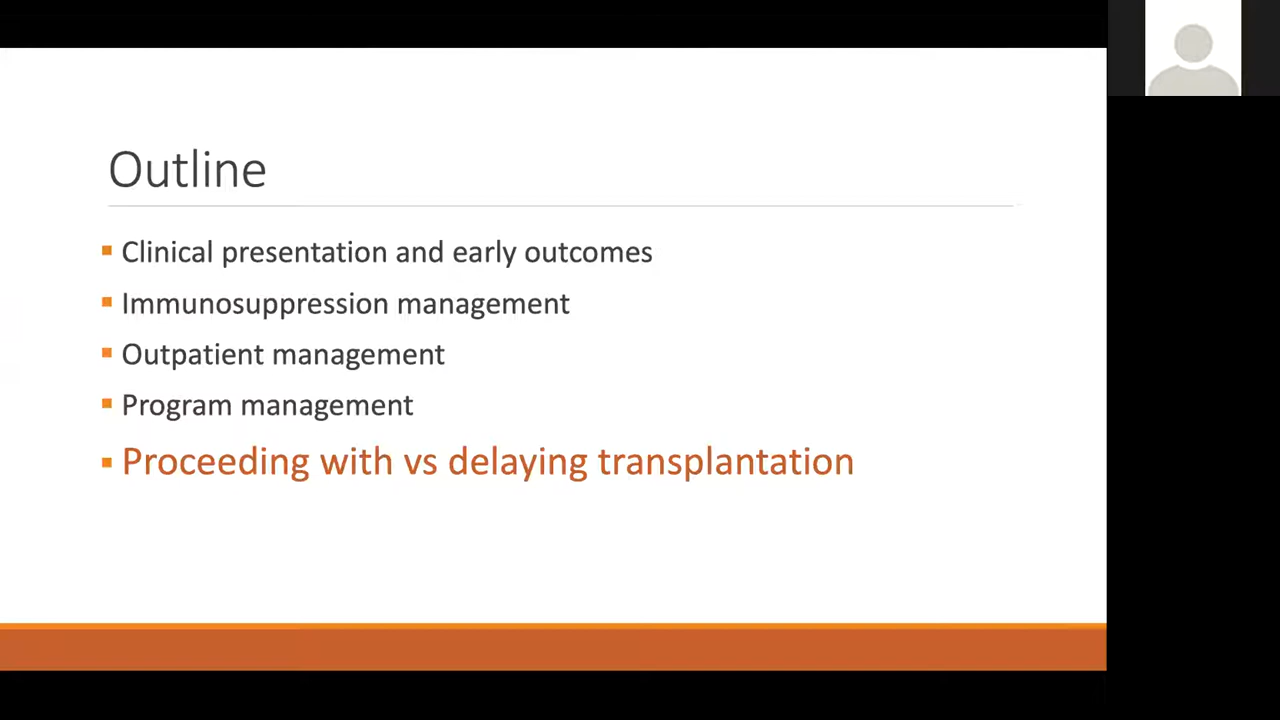 Outline
Clinical presentation and early outcomes
Immunosuppression management
Outpatient management
Program management
Proceeding with vs delaying transplantation